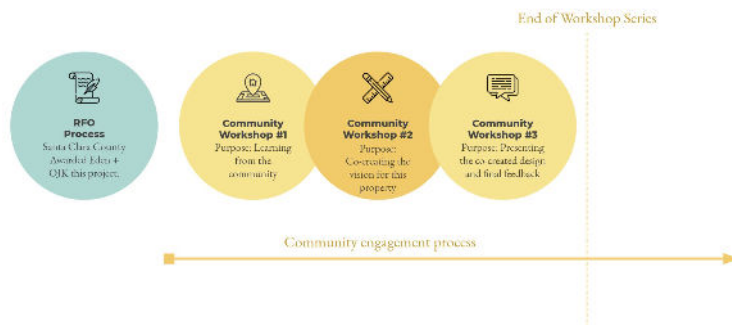 End of Workshop Series
RFO
Process
Santa Clara County
Awarded Eden +
OJK this project.
Community
Workshop #1
Purpose: Learning
from the
community
Community
Workshop #2
Purpose:
Co-creating the
vision for this
property
Community
Workshop #3
Purpose: Presenting
the co-created design
and final feedback
Community engagement process